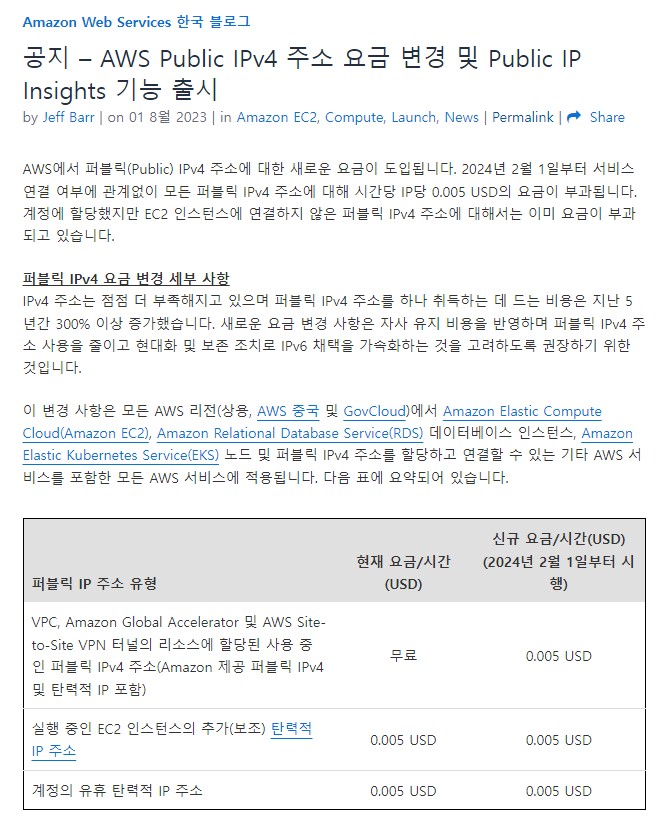 Amazon Web Services 한국 블로그
공지 – AWS Public IPv4 주소 요금 변경 및 Public IP
Insights 기능 출시
by Jeff Barr | on 01 8월 2023 | in Amazon EC2, Compute, Launch, News | Permalink | Share
AWS에서 퍼블릭(Public) IPv4 주소에 대한 새로운 요금이 도입됩니다. 2024년 2월 1일부터 서비스
연결 여부에 관계없이 모든 퍼블릭 IPv4 주소에 대해 시간당 IP당 0.005 USD의 요금이 부과됩니다.
계정에 할당했지만 EC2 인스턴스에 연결하지 않은 퍼블릭 IPv4 주소에 대해서는 이미 요금이 부과
되고 있습니다.
퍼블릭 IPv4 요금 변경 세부 사항
IPv4 주소는 점점 더 부족해지고 있으며 퍼블릭 IPv4 주소를 하나 취득하는 데 드는 비용은 지난 5
년간 300% 이상 증가했습니다. 새로운 요금 변경 사항은 자사 유지 비용을 반영하며 퍼블릭 IPv4 주
소 사용을 줄이고 현대화 및 보존 조치로 IPv6 채택을 가속화하는 것을 고려하도록 권장하기 위한
것입니다.
이 변경 사항은 모든 AWS 리전(상용, AWS 중국 및 GovCloud)에서 Amazon Elastic Compute
Cloud(Amazon EC2), Amazon Relational Database Service(RDS) 데이터베이스 인스턴스, Amazon
Elastic Kubernetes Service(EKS) 노드 및 퍼블릭 IPv4 주소를 할당하고 연결할 수 있는 기타 AWS 서
비스를 포함한 모든 AWS 서비스에 적용됩니다. 다음 표에 요약되어 있습니다.
퍼블릭 IP 주소 유형
현재 요금/시간
(USD)
신규 요금/시간(USD)
(2024년 2월 1일부터 시
행)
VPC, Amazon Global Accelerator 및 AWS Site-
to-Site VPN 터널의 리소스에 할당된 사용 중
인 퍼블릭 IPv4 주소(Amazon 제공 퍼블릭 IPv4
및 탄력적 IP 포함)
무료
0.005 USD
실행 중인 EC2 인스턴스의 추가(보조) 탄력적
IP 주소
0.005 USD
0.005 USD
계정의 유휴 탄력적 IP 주소
0.005 USD
0.005 USD